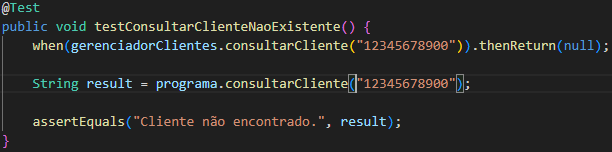 @Test
public void testConsultarClienteNaoExistente() {
    when(gerenciadorClientes.consultarCliente("12345678900")).thenReturn(null);
    String result = programa.consultarCliente("12345678900");
    assertEquals("Cliente não encontrado.", result);
}